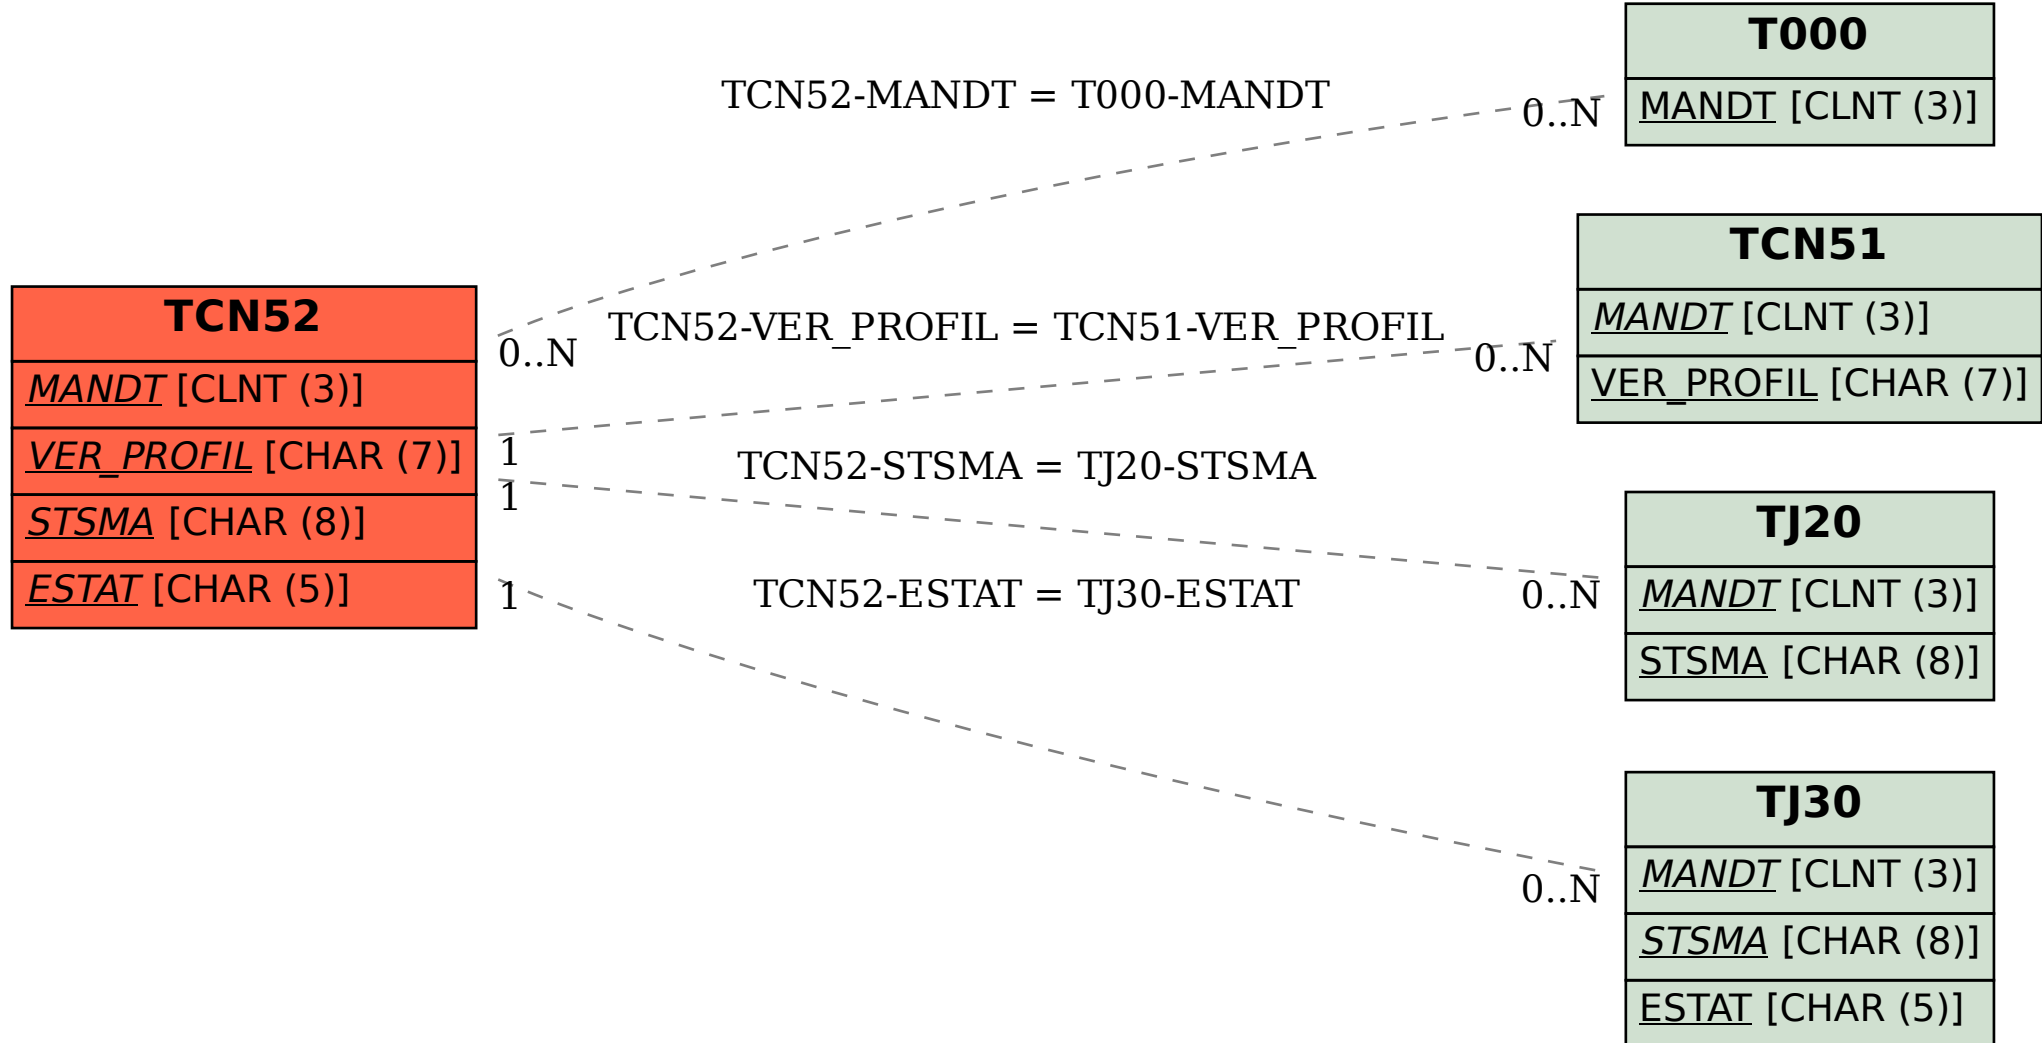 TCN52
MANDT [CLNT (3)]
VER_PROFIL [CHAR (7)]
STSMA [CHAR (8)]
ESTAT [CHAR (5)]
TCN52-MANDT = T000-MANDT
0..N
0..N
TCN52-VER_PROFIL = TCN51-VER_PROFIL
1
0..N
TCN52-STSMA = TJ20-STSMA
1
0..N
TCN52-ESTAT = TJ30-ESTAT
1
0..N
T000
MANDT [CLNT (3)]
TCN51
MANDT [CLNT (3)]
VER_PROFIL [CHAR (7)]
TJ20
MANDT [CLNT (3)]
STSMA [CHAR (8)]
TJ30
MANDT [CLNT (3)]
STSMA [CHAR (8)]
ESTAT [CHAR (5)]